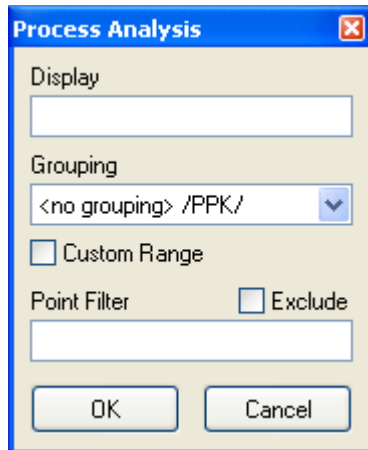 Process Analysis
Display
Grouping
<no grouping> /PPK/
Custom Range
Point Filter Exclude
OK Cancel